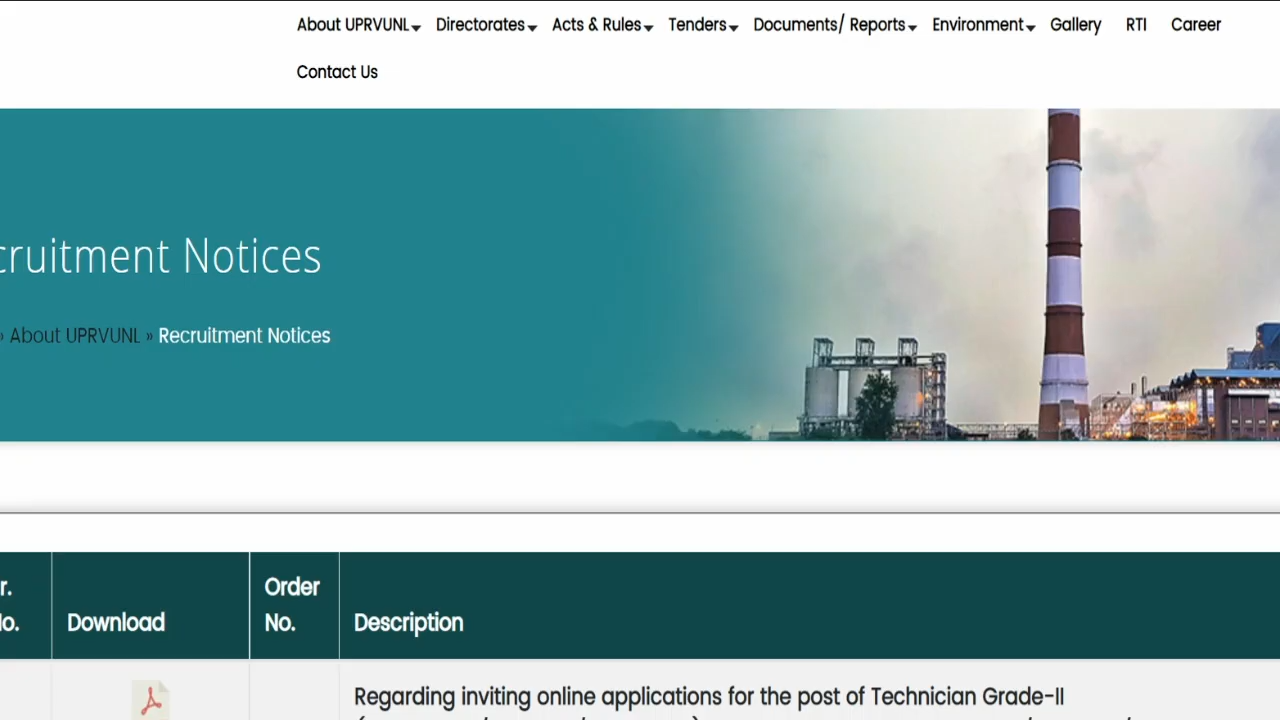 About UPRVUNL Directorates Acts & Rules Tenders Documents/ Reports Environment Gallery RTI Career
Contact Us
cruitment Notices
» About UPRVUNL » Recruitment Notices
r.
o.
Download
Order
No.
Description
Regarding inviting online applications for the post of Technician Grade-II